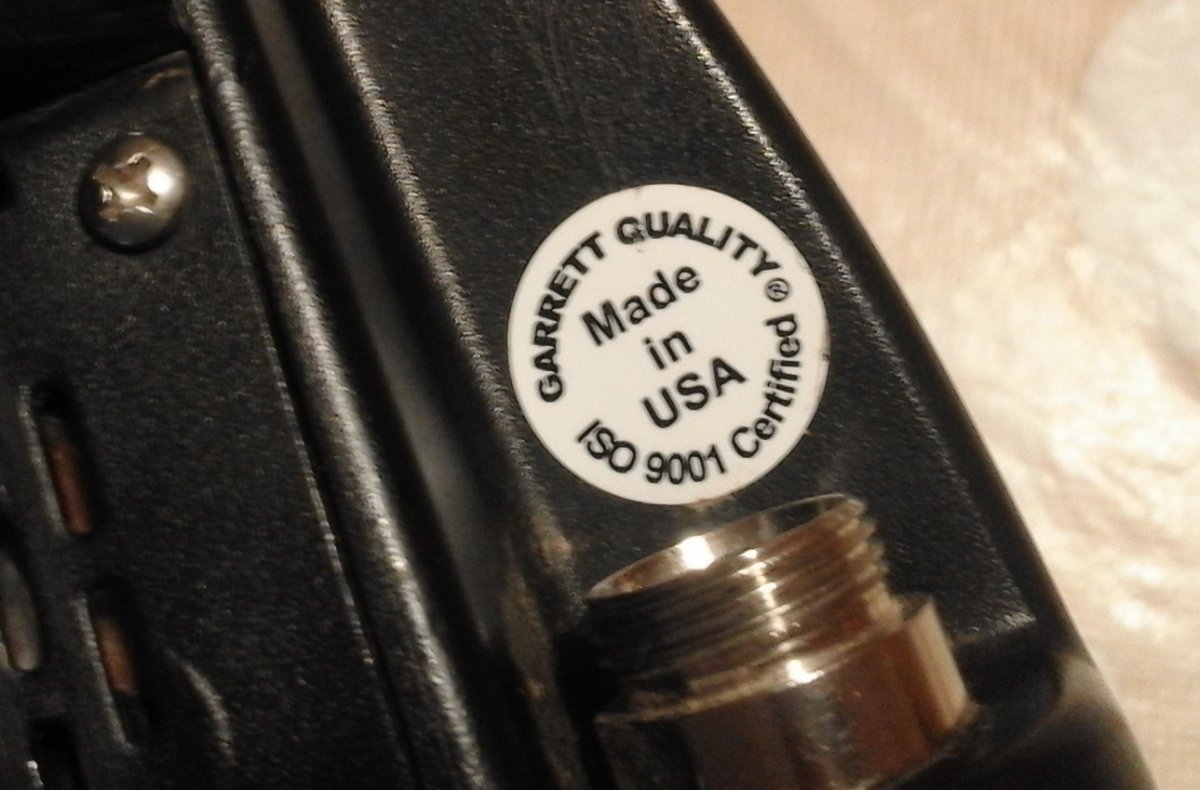 GARRETT QUALITY®
Made
in
USA
ISO 9001 Certified